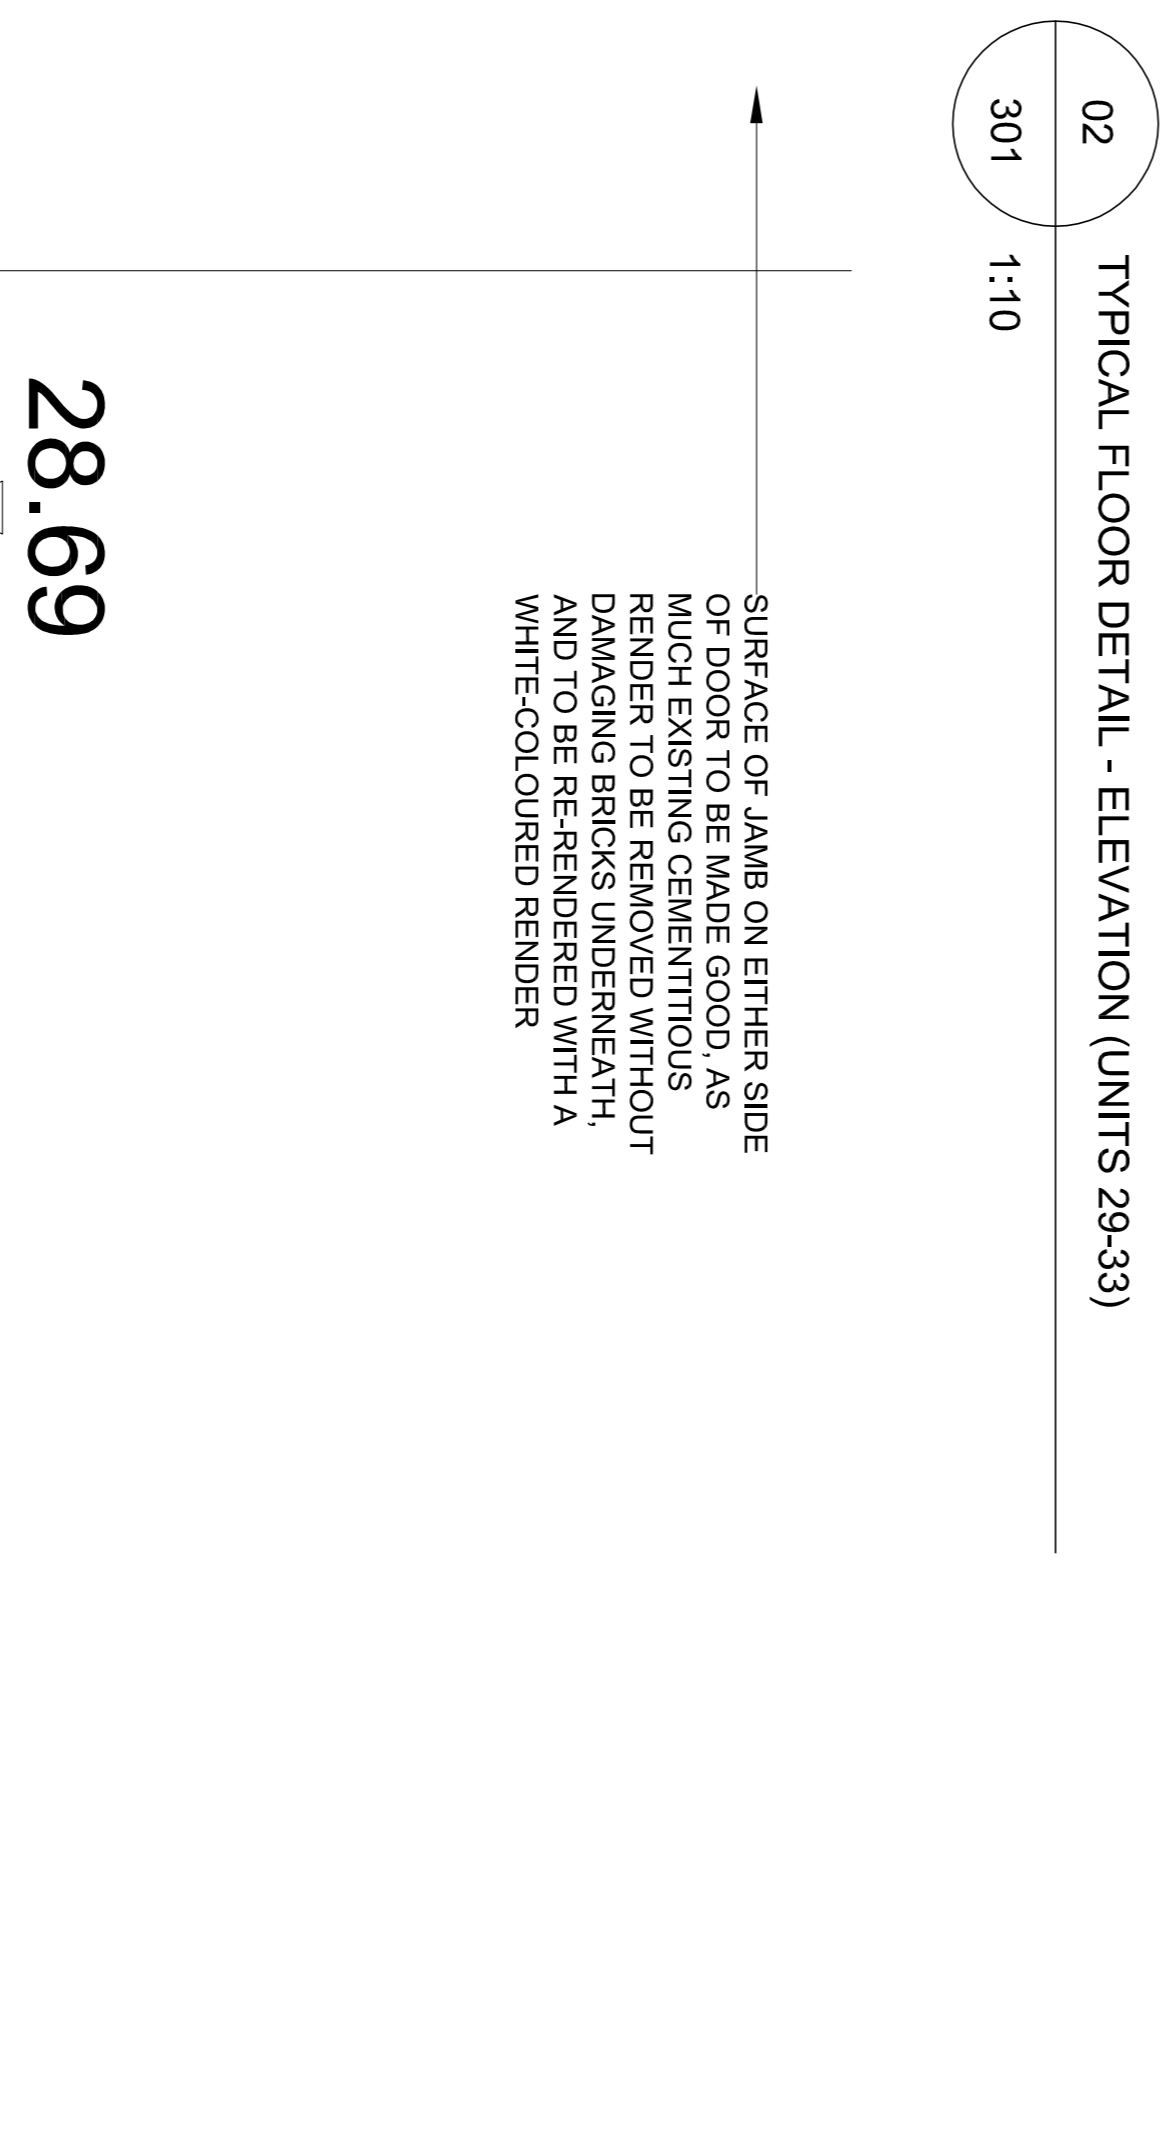 02
TYPICAL FLOOR DETAIL - ELEVATION (UNITS 29-33)
301
1:10
SURFACE OF JAMB ON EITHER SIDE
OF DOOR TO BE MADE GOOD, AS
MUCH EXISTING CEMENTITIOUS
RENDER TO BE REMOVED WITHOUT
DAMAGING BRICKS UNDERNEATH,
AND TO BE RE-RENDERED WITH A
WHITE-COLOURED RENDER
28.69